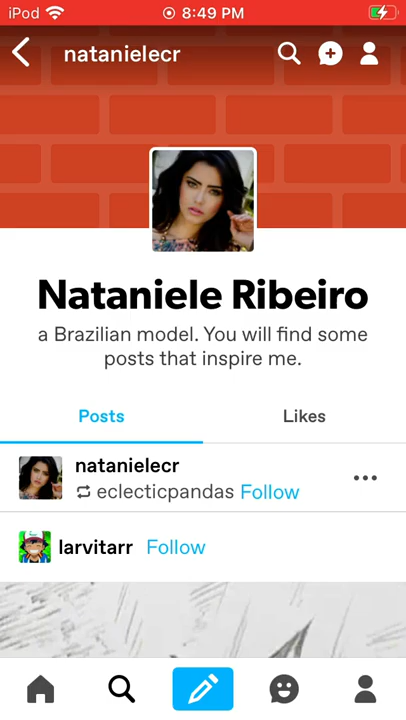 iPod 8:49 PM
natanielecr
Nataniele Ribeiro
a Brazilian model. You will find some
posts that inspire me.
Posts Likes
natanielecr
eclecticpandas Follow
larvitarr Follow